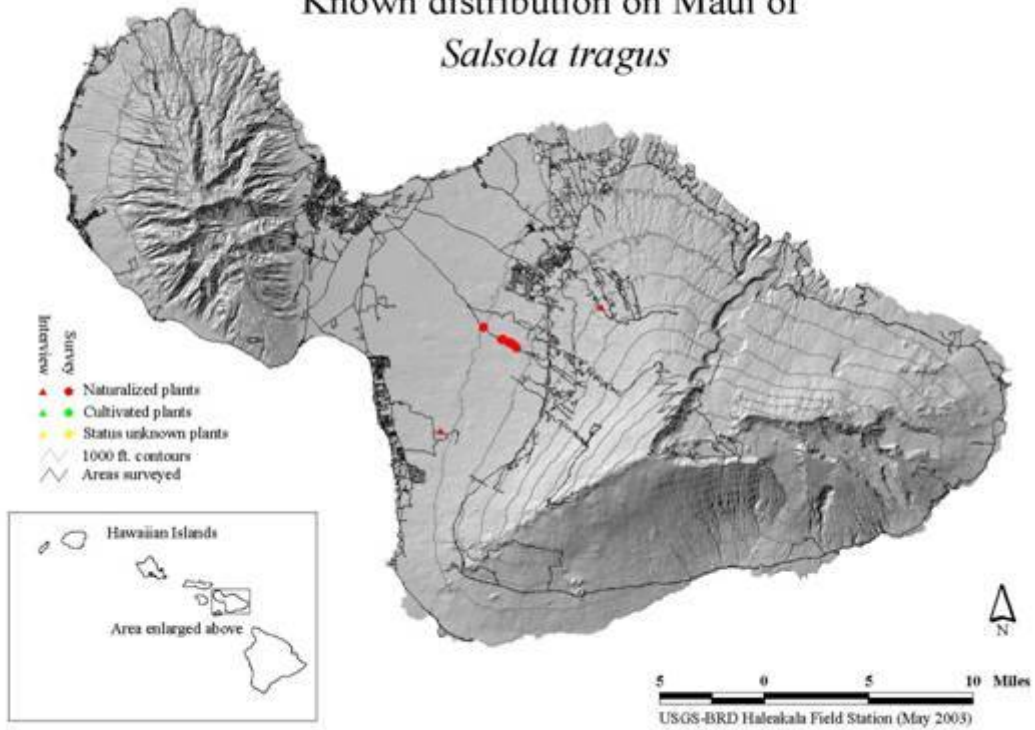 Known distribution on Maui of
Salsola tragus
Interview
Survey
Naturalized plants
Cultivated plants
Status unknown plants
1000 ft. contours
Areas surveyed
Hawaiian Islands
Area enlarged above
N
5 0 5 10 Miles
USGS-BRD Haleakala Field Station (May 2003)